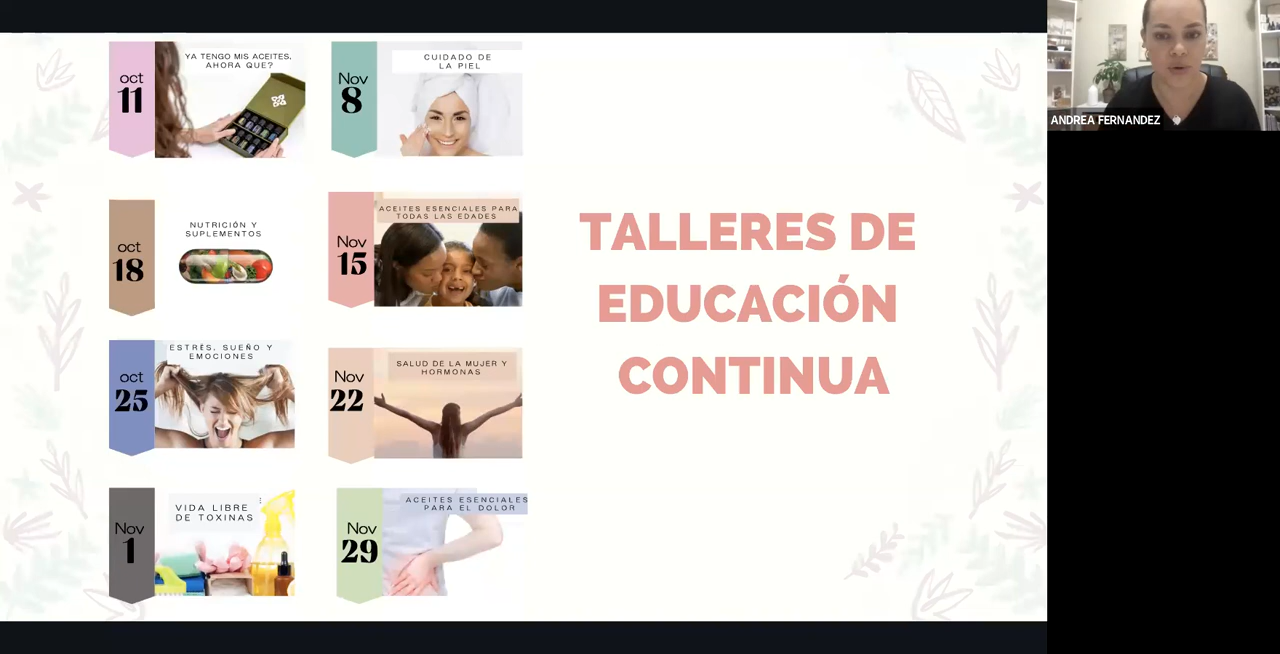 oct
11
YA TENGO MIS ACEITES,
AHORA QUE?
Nov
8
CUIDADO DE
LA PIEL
oct
18
NUTRICIÓN Y
SUPLEMENTOS
Nov
15
ACEITES ESENCIALES PARA
TODAS LAS EDADES
oct
25
ESTRÉS, SUEÑO Y
EMOCIONES
Nov
22
SALUD DE LA MUJER Y
HORMONAS
Nov
1
VIDA LIBRE
DE TOXINAS
Nov
29
ACEITES ESENCIALES
PARA EL DOLOR
TALLERES DE
EDUCACIÓN
CONTINUA
ANDREA FERNANDEZ